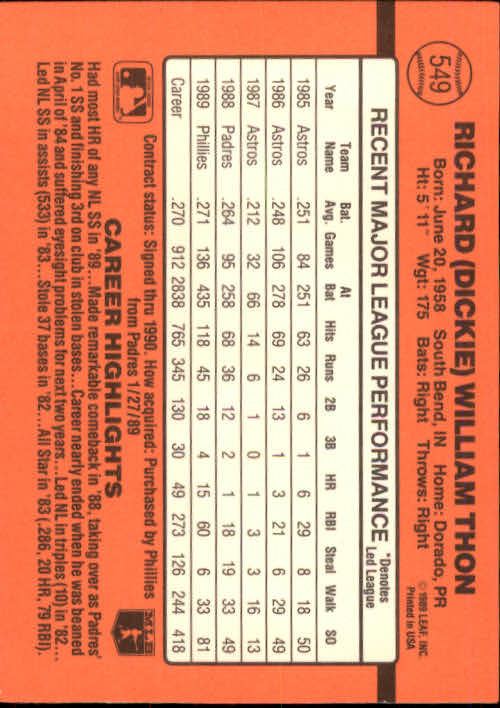 549
RICHARD (DICKIE) WILLIAM THON
Born: June 20, 1958 South Bend, IN Home: Dorado, PR
Ht: 5' 11" Wgt: 175 Bats: Right Throws: Right
© 1989 LEAF, INC.
Printed in USA
RECENT MAJOR LEAGUE PERFORMANCE
*Denotes
Led League
Year Team Name Bat. Avg. Games At Bat Hits Runs 2B 3B HR RBI Steal Walk SO
1985 Astros .251 84 251 63 26 6 1 6 29 8 18 50
1986 Astros .248 106 278 69 24 13 1 3 21 6 29 49
1987 Astros .212 32 66 14 6 1 0 1 3 3 16 13
1988 Padres .264 95 258 68 36 12 2 1 18 19 33 49
1989 Phillies .271 136 435 118 45 18 4 15 60 6 33 81
Career .270 912 2838 765 345 130 30 49 273 126 244 418
Contract status: Signed thru 1990. How acquired: Purchased by Phillies
from Padres 1/27/89
MLB
CAREER HIGHLIGHTS
Had most HR of any NL SS in '89...Made remarkable comeback in '88, taking over as Padres'
No. 1 SS and finishing 3rd on club in stolen bases...Career nearly ended when he was beaned
in April of '84 and suffered eyesight problems for next two years...Led NL in triples (10) in '82...
Led NL SS in assists (533) in '83...Stole 37 bases in '82...All Star in '83 (.286, 20 HR, 79 RBI).